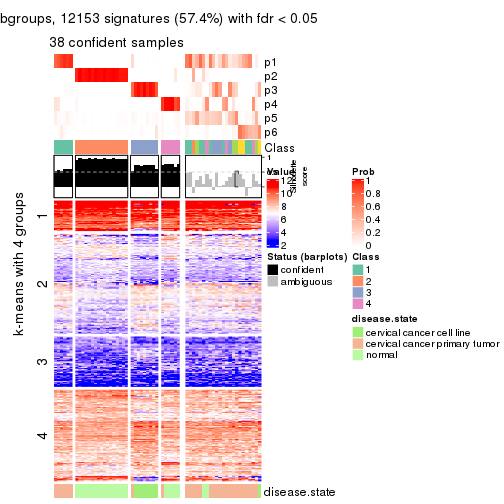 bgroups, 12153 signatures (57.4%) with fdr < 0.05
38 confident samples
p1
p2
p3
p4
p5
p6
Class
1
Silhouette
score
k-means with 4 groups
1
2
3
4
disease.state
Value
12
10
8
6
4
2
Status (barplots)
confident
ambiguous
Prob
1
0.8
0.6
0.4
0.2
0
Class
1
2
3
4
disease.state
cervical cancer cell line
cervical cancer primary tumor
normal